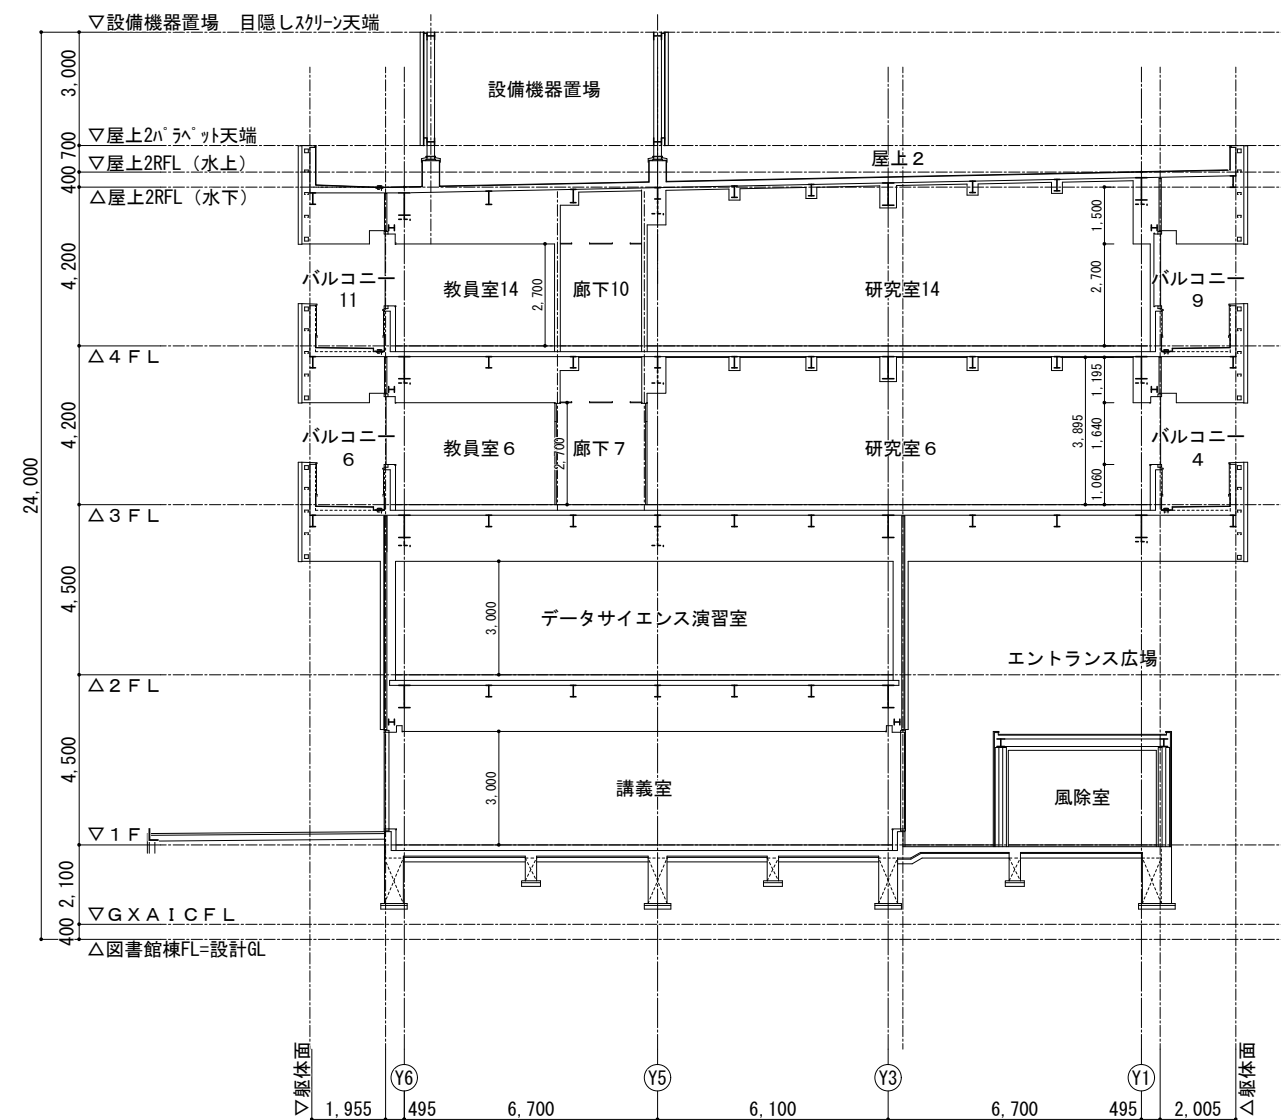 ▽設備機器置場　目隠しスクリーン天端
3,000
設備機器置場
▽屋上2パラペット天端
700
▽屋上2RFL（水上）
屋上２
400
△屋上2RFL（水下）
1,500
4,200
バルコニー
11
教員室14
2,700
廊下10
研究室14
2,700
バルコニー
９
△４ＦＬ
1,195
4,200
バルコニー
６
教員室６
2,700
廊下７
研究室６
3,895
1,640
バルコニー
４
1,060
24,000
△３ＦＬ
4,500
3,000
データサイエンス演習室
エントランス広場
△２ＦＬ
4,500
3,000
講義室
風除室
▽１Ｆ
2,100
▽ＧＸＡＩＣＦＬ
400
△図書館棟FL=設計GL
▽躯体面
Y6
Y5
Y3
Y1
△躯体面
1,955
495
6,700
6,100
6,700
495
2,005